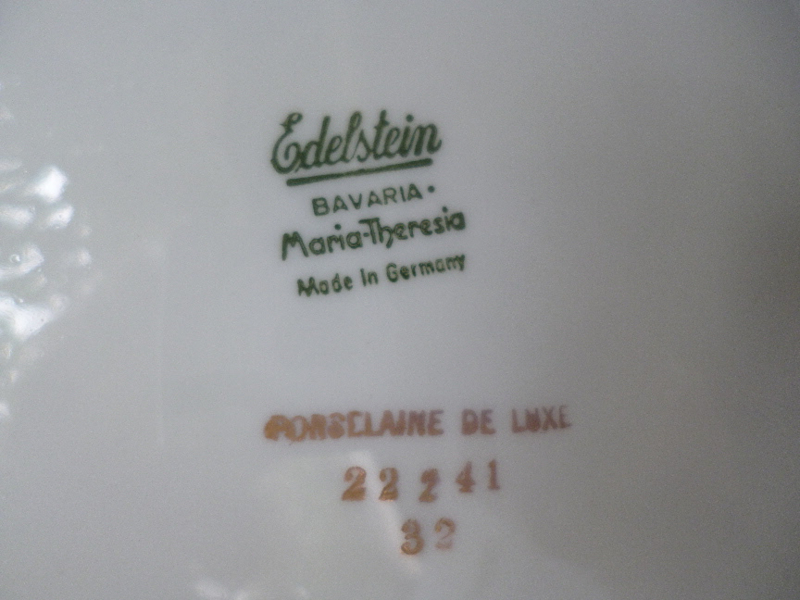 Edelstein
BAVARIA.
Maria-Theresia
Made in Germany
PORSELAINE DE LUXE
22241
32